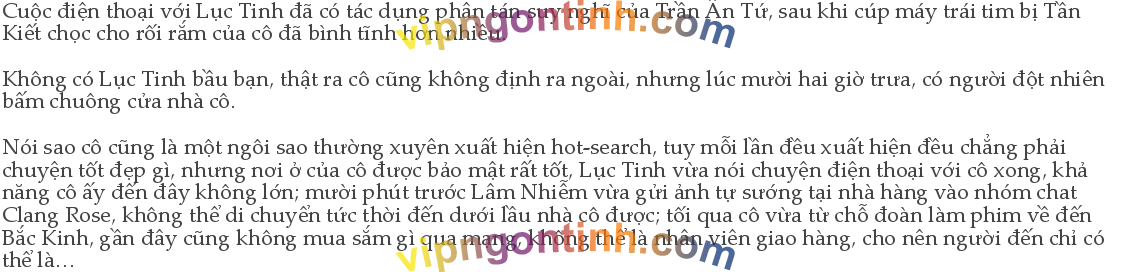 Cuộc điện thoại với Lục Tinh đã có tác dụng phân tán suy nghĩ của Trần Ẩn Tứ, sau khi cúp máy trái tim bị Tần
Kiết chọc cho rối rắm của cô đã bình tĩnh hơn nhiều.
vipngontinh.com
Không có Lục Tinh bầu bạn, thật ra cô cũng không định ra ngoài, nhưng lúc mười hai giờ trưa, có người đột nhiên
bấm chuông cửa nhà cô.
Nói sao cô cũng là một ngôi sao thường xuyên xuất hiện hot-search, tuy mỗi lần đều xuất hiện đều chẳng phải
chuyện tốt đẹp gì, nhưng nơi ở của cô được bảo mật rất tốt, Lục Tinh vừa nói chuyện điện thoại với cô xong, khả
năng cô ấy đến đây không lớn; mười phút trước Lâm Nhiễm vừa gửi ảnh tự sướng tại nhà hàng vào nhóm chat
Clang Rose, không thể di chuyển tức thời đến dưới lầu nhà cô được; tối qua cô vừa từ chỗ đoàn làm phim về đến
Bắc Kinh, gần đây cũng không mua sắm gì qua mạng, không thể là nhân viên giao hàng, cho nên người đến chỉ có
thể là...
vipngontinh.com